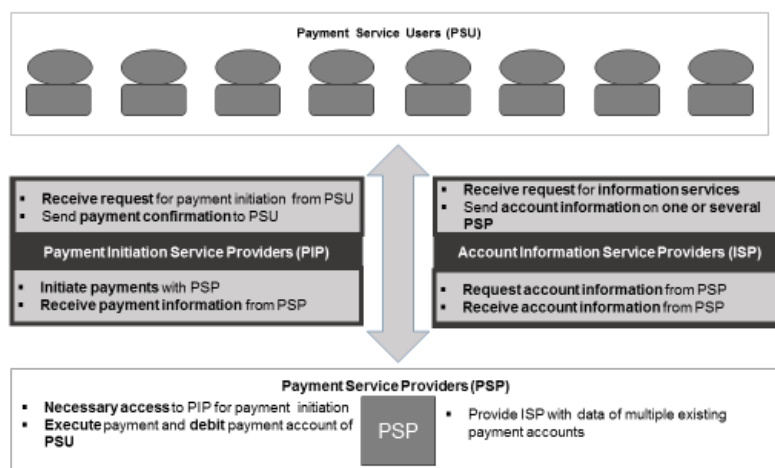 Payment Service Users (PSU)
▪ Receive request for payment initiation from PSU
▪ Send payment confirmation to PSU
Payment Initiation Service Providers (PIP)
▪ Initiate payments with PSP
▪ Receive payment information from PSP
▪ Receive request for information services
▪ Send account information on one or several
PSP
Account Information Service Providers (ISP)
▪ Request account information from PSP
▪ Receive account information from PSP
Payment Service Providers (PSP)
▪ Necessary access to PIP for payment initiation
▪ Execute payment and debit payment account of
PSU
PSP
▪ Provide ISP with data of multiple existing
payment accounts